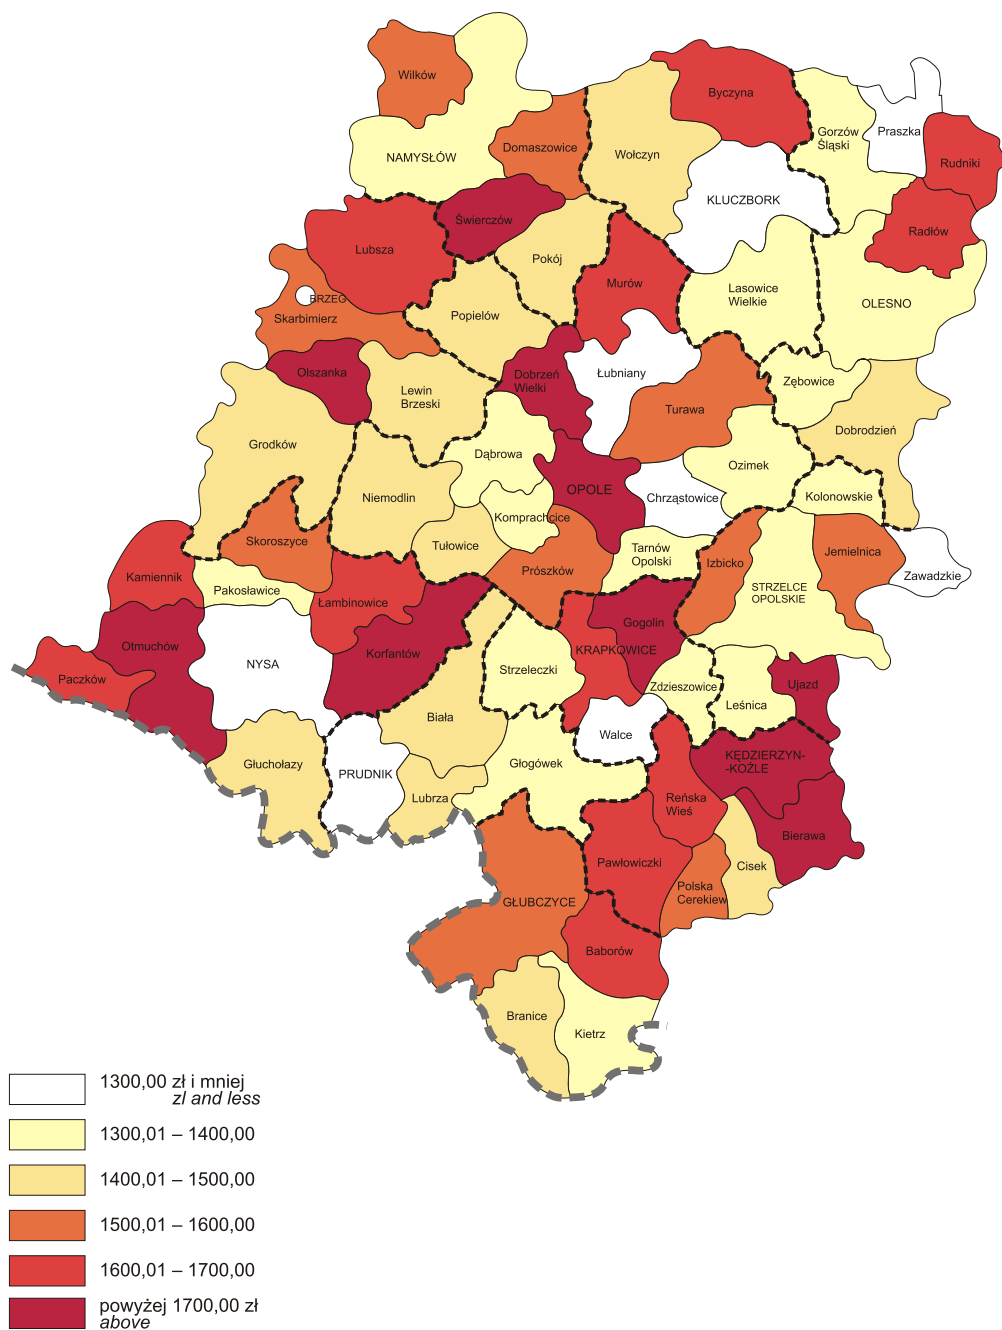 Wilków
NAMYSŁÓW
Domaszowice
Wołczyn
Byczyna
Gorzów
Śląski
Praszka
Rudniki
KLUCZBORK
Radłów
Świerczów
Lubsza
Pokój
Murów
Lasowice
Wielkie
OLESNO
BRZEG
Skarbimierz
Popielów
Olszanka
Lewin
Brzeski
Dobrzeń
Wielki
Łubniany
Turawa
Zębowice
Dobrodzień
Grodków
Dąbrowa
Ozimek
Niemodlin
OPOLE
Chrząstowice
Kolonowskie
Komprachcice
Skoroszyce
Tułowice
Tarnów
Opolski
Izbicko
Jemielnica
Zawadzkie
Prószków
STRZELCE
OPOLSKIE
Kamiennik
Pakosławice
Łambinowice
Gogolin
Otmuchów
Korfantów
KRAPKOWICE
NYSA
Strzeleczki
Paczków
Zdzieszowice
Ujazd
Leśnica
Biała
Walce
Głuchołazy
PRUDNIK
Głogówek
KĘDZIERZYN-
-KOŹLE
Lubrza
Reńska
Wieś
Bierawa
Pawłowiczki
Cisek
Polska
Cerekiew
GŁUBCZYCE
Baborów
Branice
Kietrz
1300,00 zł i mniej
zl and less
1300,01 – 1400,00
1400,01 – 1500,00
1500,01 – 1600,00
1600,01 – 1700,00
powyżej 1700,00 zł
above